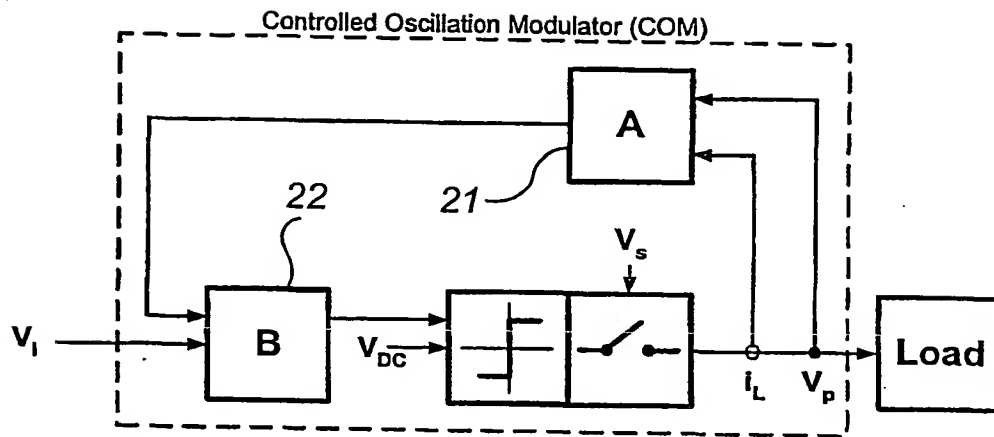 Controlled Oscillation Modulator (COM)
A
21
22
V_s
V_I
B
V_DC
i_L
V_p
Load